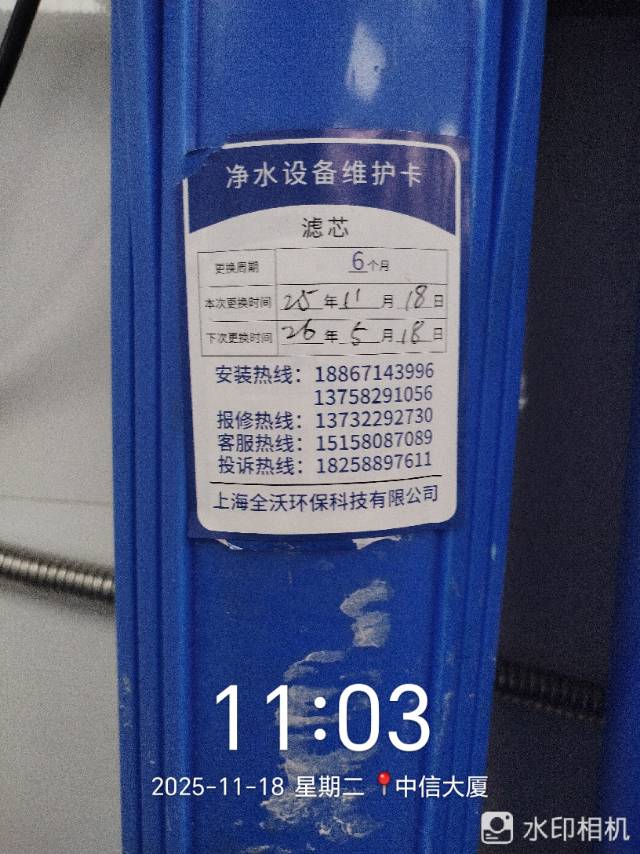 净水设备维护卡
滤芯
更换周期 6个月
本次更换时间 25年11月18日
下次更换时间 26年5月18日
安装热线：18867143996
13758291056
报修热线：13732292730
客服热线：15158087089
投诉热线：18258897611
上海全沃环保科技有限公司
11:03
2025-11-18 星期二 中信大厦
水印相机